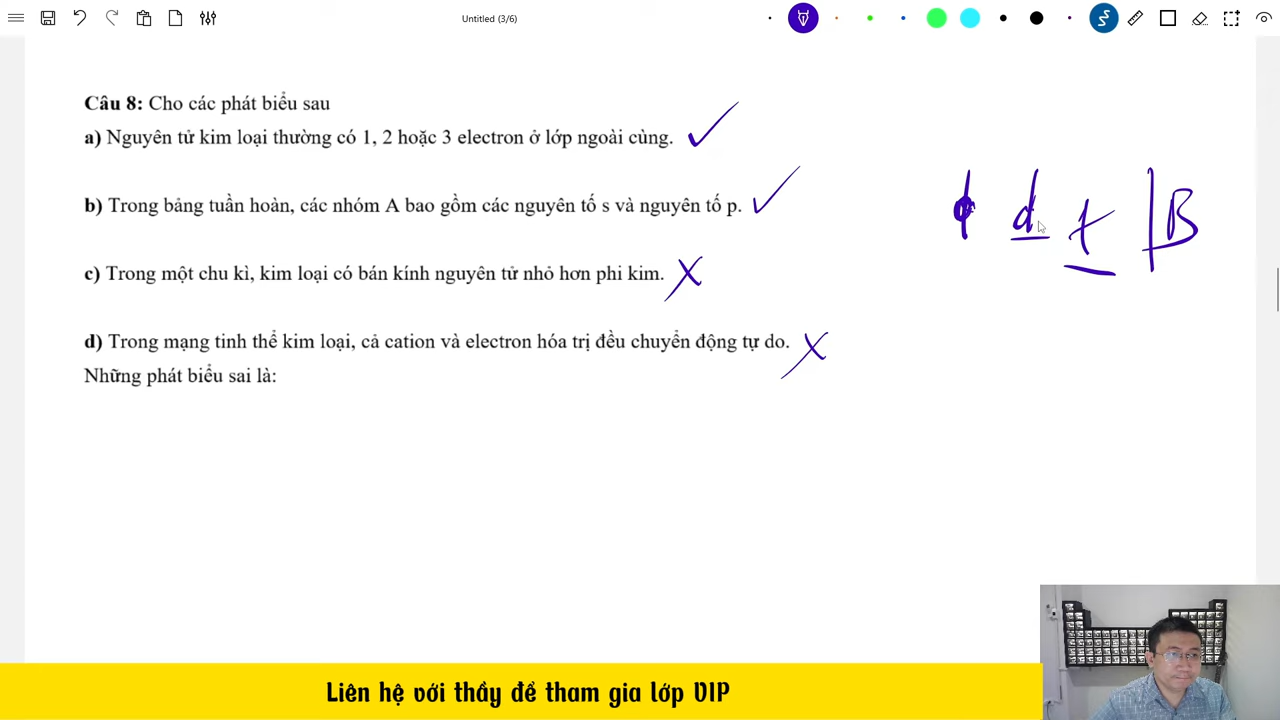 Untitled (3/6)
Câu 8: Cho các phát biểu sau
a) Nguyên tử kim loại thường có 1, 2 hoặc 3 electron ở lớp ngoài cùng.
b) Trong bảng tuần hoàn, các nhóm A bao gồm các nguyên tố s và nguyên tố p.
d f B
c) Trong một chu kì, kim loại có bán kính nguyên tử nhỏ hơn phi kim.
d) Trong mạng tinh thể kim loại, cả cation và electron hóa trị đều chuyển động tự do.
Những phát biểu sai là:
Liên hệ với thầy để tham gia lớp VIP